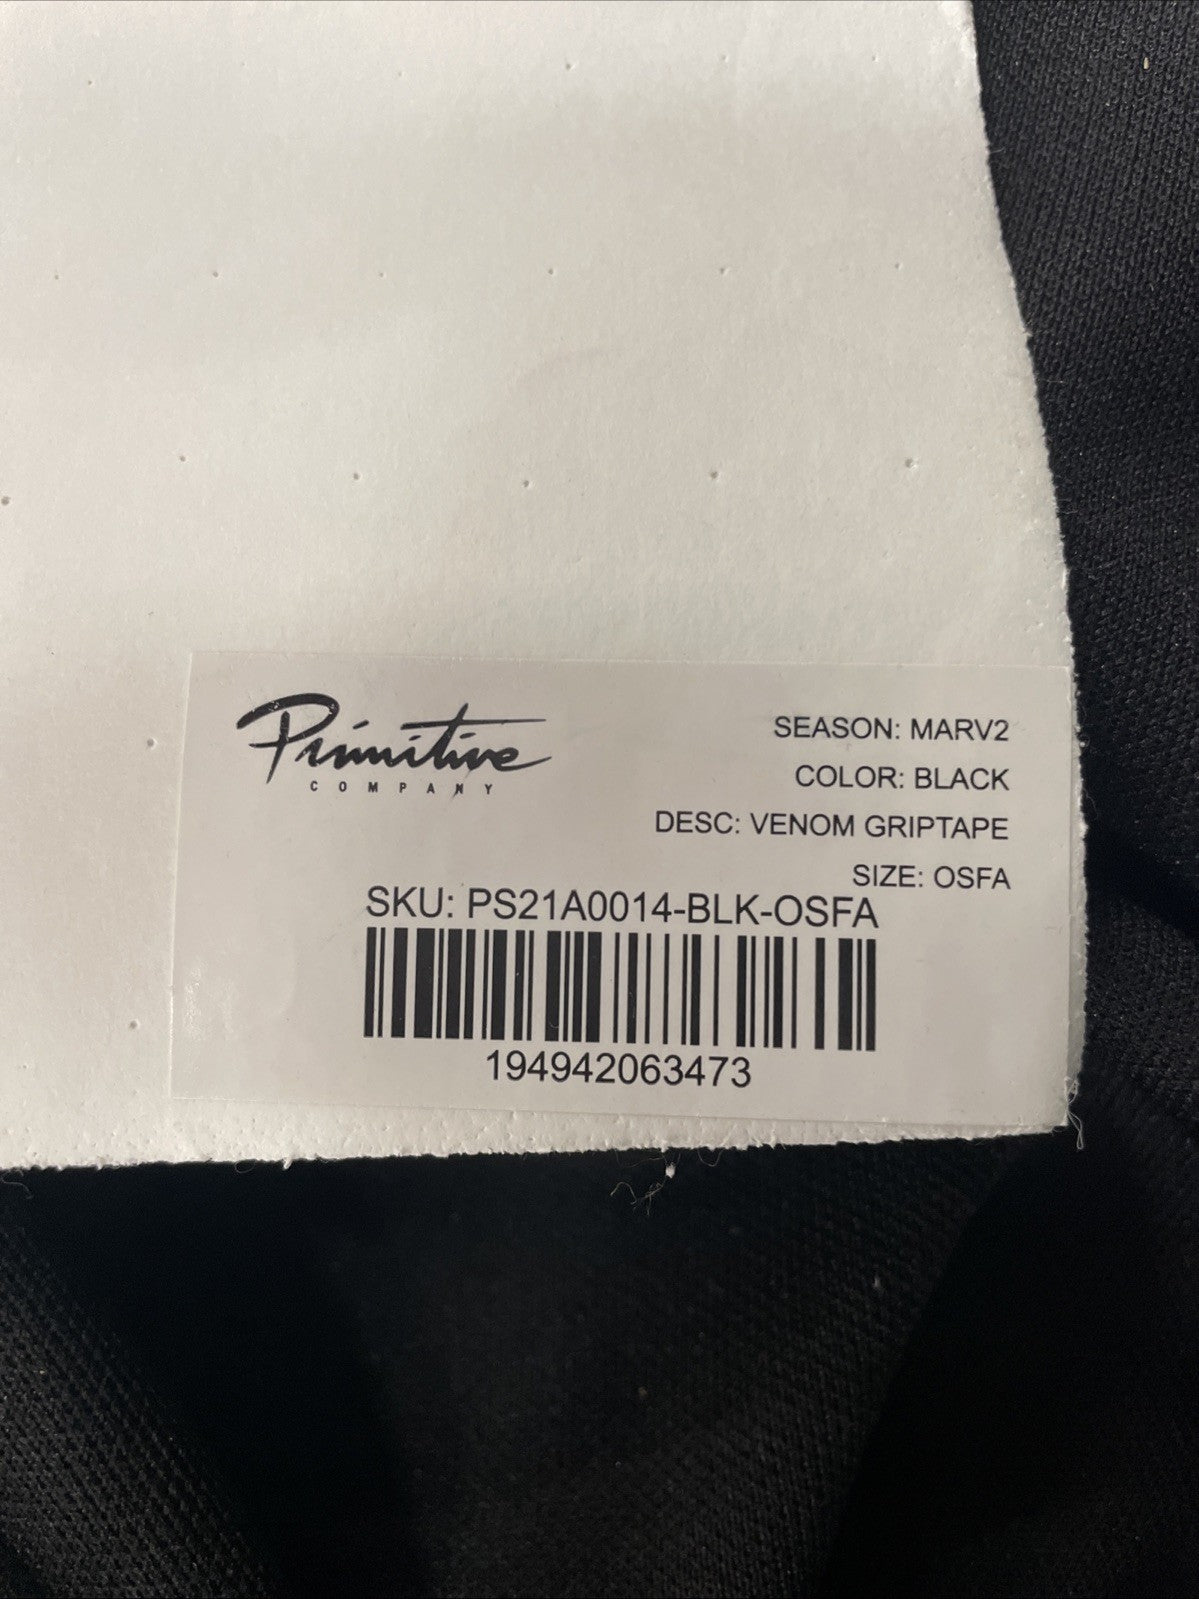 Primitive
COMPANY
SEASON: MARV2
COLOR: BLACK
DESC: VENOM GRIPTAPE
SIZE: OSFA
SKU: PS21A0014-BLK-OSFA
194942063473